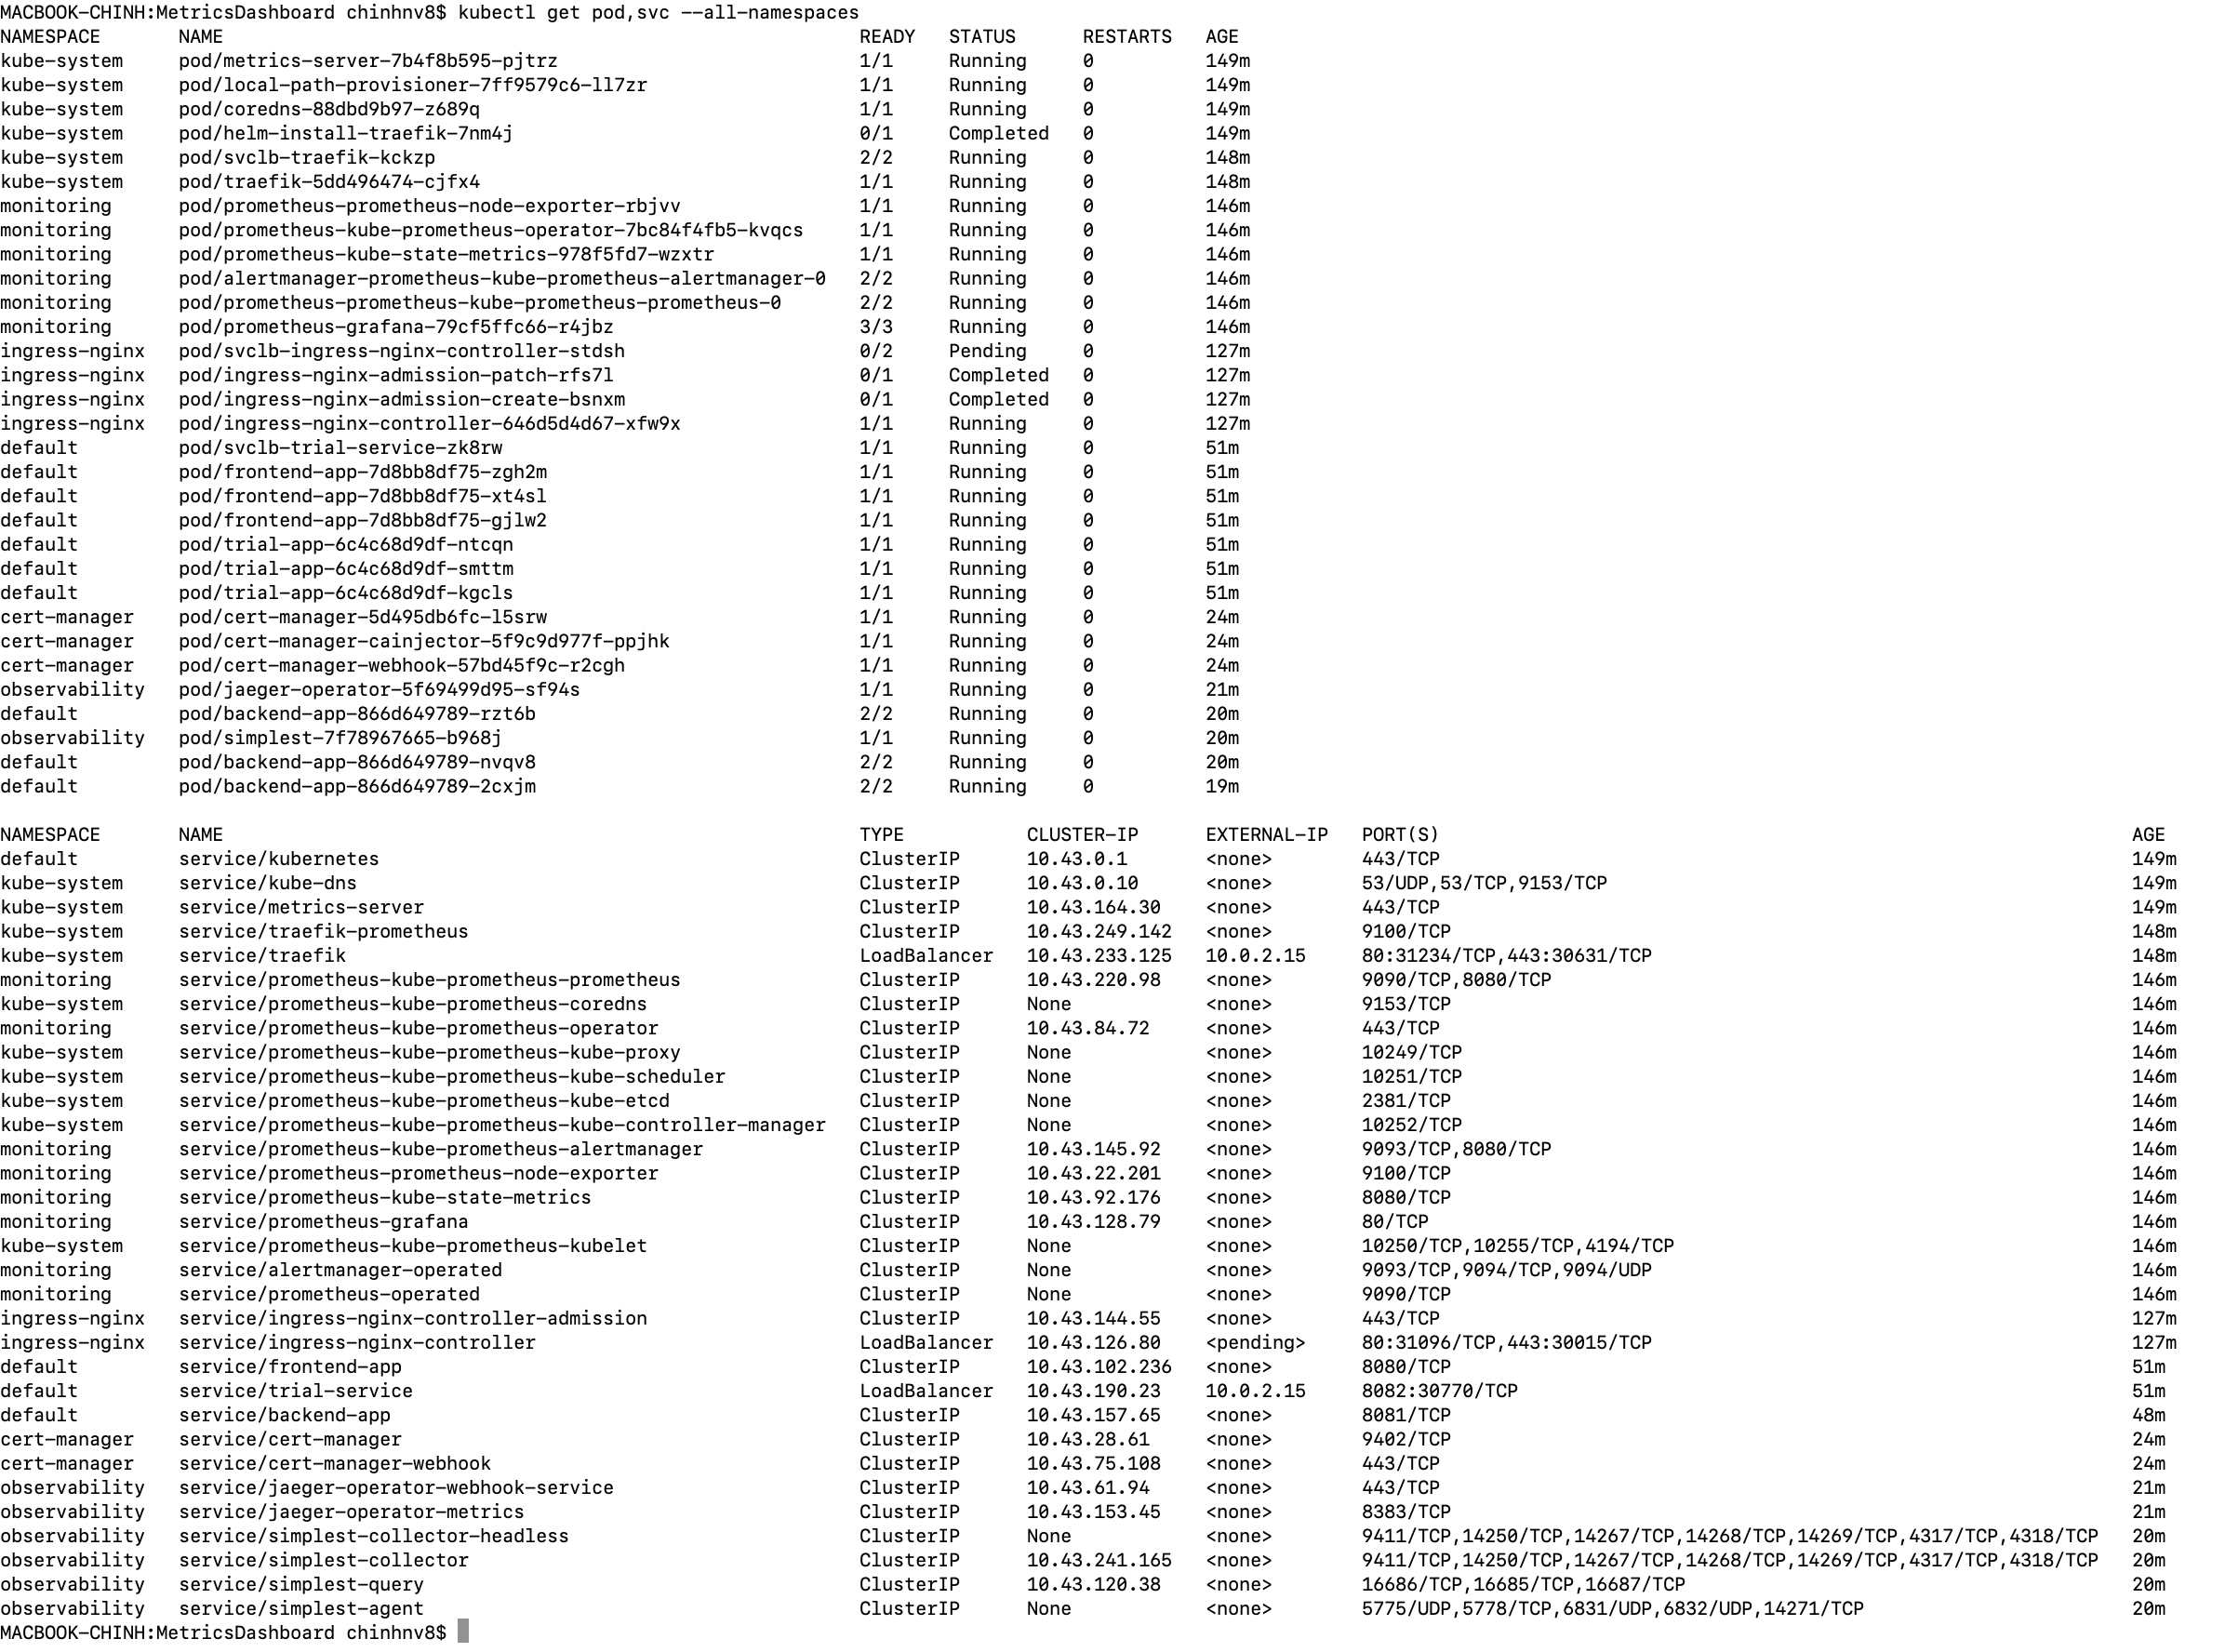 MACBOOK-CHINH:MetricsDashboard chinhnv8$ kubectl get pod,svc --all-namespaces
NAMESPACE NAME READY STATUS RESTARTS AGE
kube-system pod/metrics-server-7b4f8b595-pjtrz 1/1 Running 0 149m
kube-system pod/local-path-provisioner-7ff9579c6-ll7zr 1/1 Running 0 149m
kube-system pod/coredns-88dbd9b97-z689q 1/1 Running 0 149m
kube-system pod/helm-install-traefik-7nm4j 0/1 Completed 0 149m
kube-system pod/svclb-traefik-kckzp 2/2 Running 0 148m
kube-system pod/traefik-5dd496474-cjfx4 1/1 Running 0 148m
monitoring pod/prometheus-prometheus-node-exporter-rbjvv 1/1 Running 0 146m
monitoring pod/prometheus-kube-prometheus-operator-7bc84f4fb5-kvqcs 1/1 Running 0 146m
monitoring pod/prometheus-kube-state-metrics-978f5fd7-wzxtr 1/1 Running 0 146m
monitoring pod/alertmanager-prometheus-kube-prometheus-alertmanager-0 2/2 Running 0 146m
monitoring pod/prometheus-prometheus-kube-prometheus-prometheus-0 2/2 Running 0 146m
monitoring pod/prometheus-grafana-79cf5ffc66-r4jbz 3/3 Running 0 146m
ingress-nginx pod/svclb-ingress-nginx-controller-stdsh 0/2 Pending 0 127m
ingress-nginx pod/ingress-nginx-admission-patch-rfs7l 0/1 Completed 0 127m
ingress-nginx pod/ingress-nginx-admission-create-bsnxm 0/1 Completed 0 127m
ingress-nginx pod/ingress-nginx-controller-646d5d4d67-xfw9x 1/1 Running 0 127m
default pod/svclb-trial-service-zk8rw 1/1 Running 0 51m
default pod/frontend-app-7d8bb8df75-zgh2m 1/1 Running 0 51m
default pod/frontend-app-7d8bb8df75-xt4sl 1/1 Running 0 51m
default pod/frontend-app-7d8bb8df75-gjlw2 1/1 Running 0 51m
default pod/trial-app-6c4c68d9df-ntcqn 1/1 Running 0 51m
default pod/trial-app-6c4c68d9df-smttm 1/1 Running 0 51m
default pod/trial-app-6c4c68d9df-kgcls 1/1 Running 0 51m
cert-manager pod/cert-manager-5d495db6fc-l5srw 1/1 Running 0 24m
cert-manager pod/cert-manager-cainjector-5f9c9d977f-ppjhk 1/1 Running 0 24m
cert-manager pod/cert-manager-webhook-57bd45f9c-r2cgh 1/1 Running 0 24m
observability pod/jaeger-operator-5f69499d95-sf94s 1/1 Running 0 21m
default pod/backend-app-866d649789-rzt6b 2/2 Running 0 20m
observability pod/simplest-7f78967665-b968j 1/1 Running 0 20m
default pod/backend-app-866d649789-nvqv8 2/2 Running 0 20m
default pod/backend-app-866d649789-2cxjm 2/2 Running 0 19m
NAMESPACE NAME TYPE CLUSTER-IP EXTERNAL-IP PORT(S) AGE
default service/kubernetes ClusterIP 10.43.0.1 <none> 443/TCP 149m
kube-system service/kube-dns ClusterIP 10.43.0.10 <none> 53/UDP,53/TCP,9153/TCP 149m
kube-system service/metrics-server ClusterIP 10.43.164.30 <none> 443/TCP 149m
kube-system service/traefik-prometheus ClusterIP 10.43.249.142 <none> 9100/TCP 148m
kube-system service/traefik LoadBalancer 10.43.233.125 10.0.2.15 80:31234/TCP,443:30631/TCP 148m
monitoring service/prometheus-kube-prometheus-prometheus ClusterIP 10.43.220.98 <none> 9090/TCP,8080/TCP 146m
kube-system service/prometheus-kube-prometheus-coredns ClusterIP None <none> 9153/TCP 146m
monitoring service/prometheus-kube-prometheus-operator ClusterIP 10.43.84.72 <none> 443/TCP 146m
kube-system service/prometheus-kube-prometheus-kube-proxy ClusterIP None <none> 10249/TCP 146m
kube-system service/prometheus-kube-prometheus-kube-scheduler ClusterIP None <none> 10251/TCP 146m
kube-system service/prometheus-kube-prometheus-kube-etcd ClusterIP None <none> 2381/TCP 146m
kube-system service/prometheus-kube-prometheus-kube-controller-manager ClusterIP None <none> 10252/TCP 146m
monitoring service/prometheus-kube-prometheus-alertmanager ClusterIP 10.43.145.92 <none> 9093/TCP,8080/TCP 146m
monitoring service/prometheus-prometheus-node-exporter ClusterIP 10.43.22.201 <none> 9100/TCP 146m
monitoring service/prometheus-kube-state-metrics ClusterIP 10.43.92.176 <none> 8080/TCP 146m
monitoring service/prometheus-grafana ClusterIP 10.43.128.79 <none> 80/TCP 146m
kube-system service/prometheus-kube-prometheus-kubelet ClusterIP None <none> 10250/TCP,10255/TCP,4194/TCP 146m
monitoring service/alertmanager-operated ClusterIP None <none> 9093/TCP,9094/TCP,9094/UDP 146m
monitoring service/prometheus-operated ClusterIP None <none> 9090/TCP 146m
ingress-nginx service/ingress-nginx-controller-admission ClusterIP 10.43.144.55 <none> 443/TCP 127m
ingress-nginx service/ingress-nginx-controller LoadBalancer 10.43.126.80 <pending> 80:31096/TCP,443:30015/TCP 127m
default service/frontend-app ClusterIP 10.43.102.236 <none> 8080/TCP 51m
default service/trial-service LoadBalancer 10.43.190.23 10.0.2.15 8082:30770/TCP 51m
default service/backend-app ClusterIP 10.43.157.65 <none> 8081/TCP 48m
cert-manager service/cert-manager ClusterIP 10.43.28.61 <none> 9402/TCP 24m
cert-manager service/cert-manager-webhook ClusterIP 10.43.75.108 <none> 443/TCP 24m
observability service/jaeger-operator-webhook-service ClusterIP 10.43.61.94 <none> 443/TCP 21m
observability service/jaeger-operator-metrics ClusterIP 10.43.153.45 <none> 8383/TCP 21m
observability service/simplest-collector-headless ClusterIP None <none> 9411/TCP,14250/TCP,14267/TCP,14268/TCP,14269/TCP,4317/TCP,4318/TCP 20m
observability service/simplest-collector ClusterIP 10.43.241.165 <none> 9411/TCP,14250/TCP,14267/TCP,14268/TCP,14269/TCP,4317/TCP,4318/TCP 20m
observability service/simplest-query ClusterIP 10.43.120.38 <none> 16686/TCP,16685/TCP,16687/TCP 20m
observability service/simplest-agent ClusterIP None <none> 5775/UDP,5778/TCP,6831/UDP,6832/UDP,14271/TCP 20m
MACBOOK-CHINH:MetricsDashboard chinhnv8$